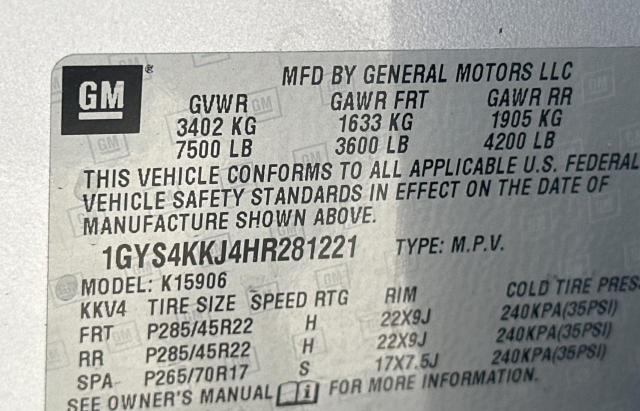 GM
MFD BY GENERAL MOTORS LLC
GVWR GAWR FRT GAWR RR
3402 KG 1633 KG 1905 KG
7500 LB 3600 LB 4200 LB
THIS VEHICLE CONFORMS TO ALL APPLICABLE U.S. FEDERAL
VEHICLE SAFETY STANDARDS IN EFFECT ON THE DATE OF
MANUFACTURE SHOWN ABOVE.
1GYS4KKJ4HR281221 TYPE: M.P.V.
MODEL: K15906
KKV4 TIRE SIZE SPEED RTG RIM COLD TIRE PRES
FRT P285/45R22 H 22X9J 240KPA(35PSI)
RR P285/45R22 H 22X9J 240KPA(35PSI)
SPA P265/70R17 S 17X7.5J 240KPA(35PSI)
SEE OWNER'S MANUAL i FOR MORE INFORMATION.